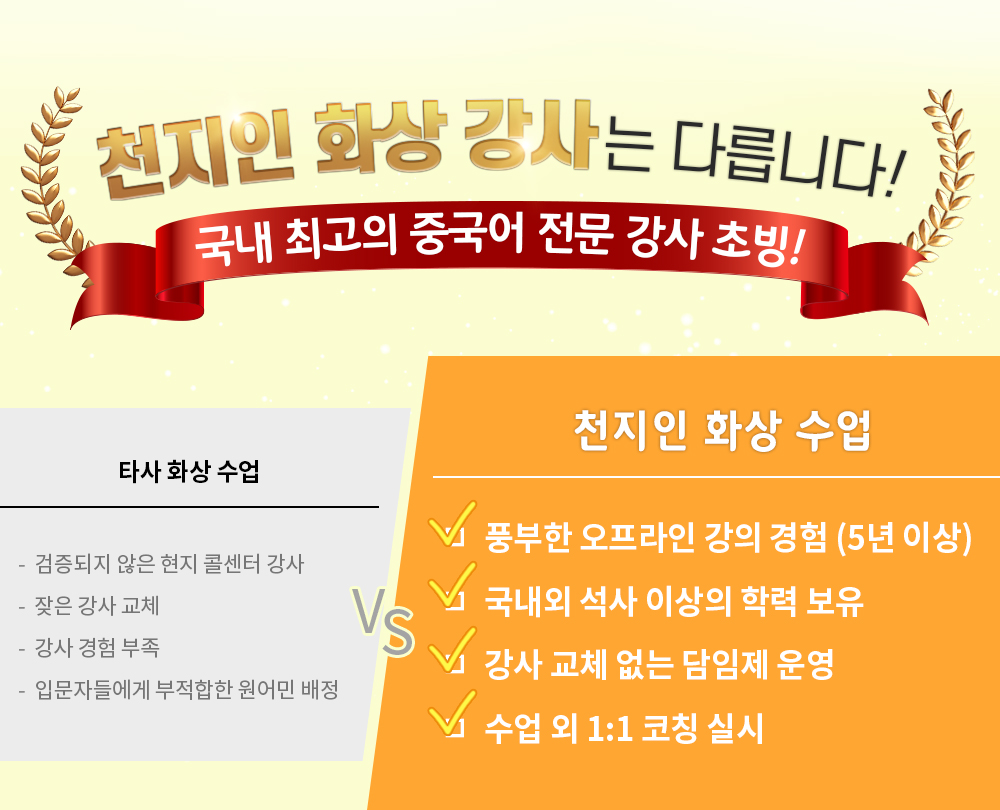 천지인 화상 강사는 다릅니다!
국내 최고의 중국어 전문 강사 초빙!
타사 화상 수업
- 검증되지 않은 현지 콜센터 강사
- 잦은 강사 교체
- 강사 경험 부족
- 입문자들에게 부적합한 원어민 배정
VS
천지인 화상 수업
풍부한 오프라인 강의 경험 (5년 이상)
국내외 석사 이상의 학력 보유
강사 교체 없는 담임제 운영
수업 외 1:1 코칭 실시